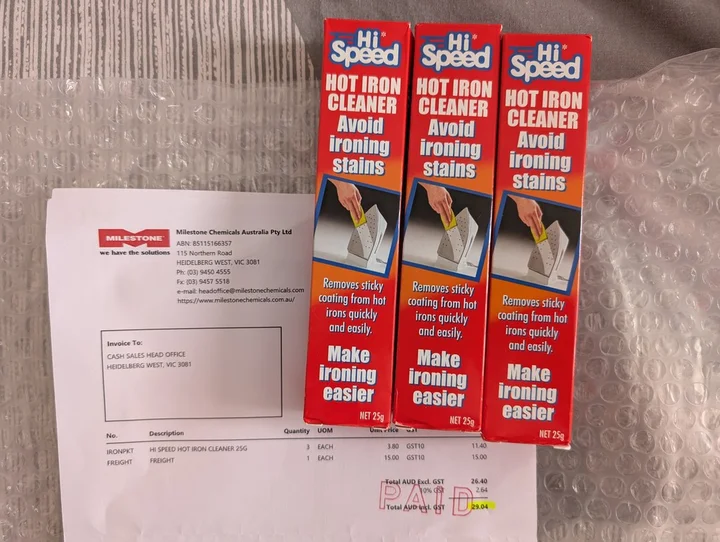 Hi
Speed
HOT IRON
CLEANER
Avoid
ironing
stains
Removes sticky
coating from hot
irons quickly
and easily.
Make
ironing
easier
NET 25g
Hi
Speed
HOT IRON
CLEANER
Avoid
ironing
stains
Removes sticky
coating from hot
irons quickly
and easily.
Make
ironing
easier
NET 25g
Hi
Speed
HOT IRON
CLEANER
Avoid
ironing
stains
Removes sticky
coating from hot
irons quickly
and easily.
Make
ironing
easier
NET 25g
MILESTONE
we have the solutions
Milestone Chemicals Australia Pty Ltd
ABN: 85115166357
115 Northern Road
HEIDELBERG WEST, VIC 3081
Ph: (03) 9450 4555
Fx: (03) 9457 5518
e-mail: headoffice@milestonechemicals.com
https://www.milestonechemicals.com.au/
Invoice To:
CASH SALES HEAD OFFICE
HEIDELBERG WEST, VIC 3081
No. Description Quantity UOM Unit Price GST
IRONPKT HI SPEED HOT IRON CLEANER 25G 3 EACH 3.80 GST10 11.40
FREIGHT FREIGHT 1 EACH 15.00 GST10 15.00
Total AUD Excl. GST 26.40
10% GST 2.64
Total AUD Incl. GST 29.04
PAID